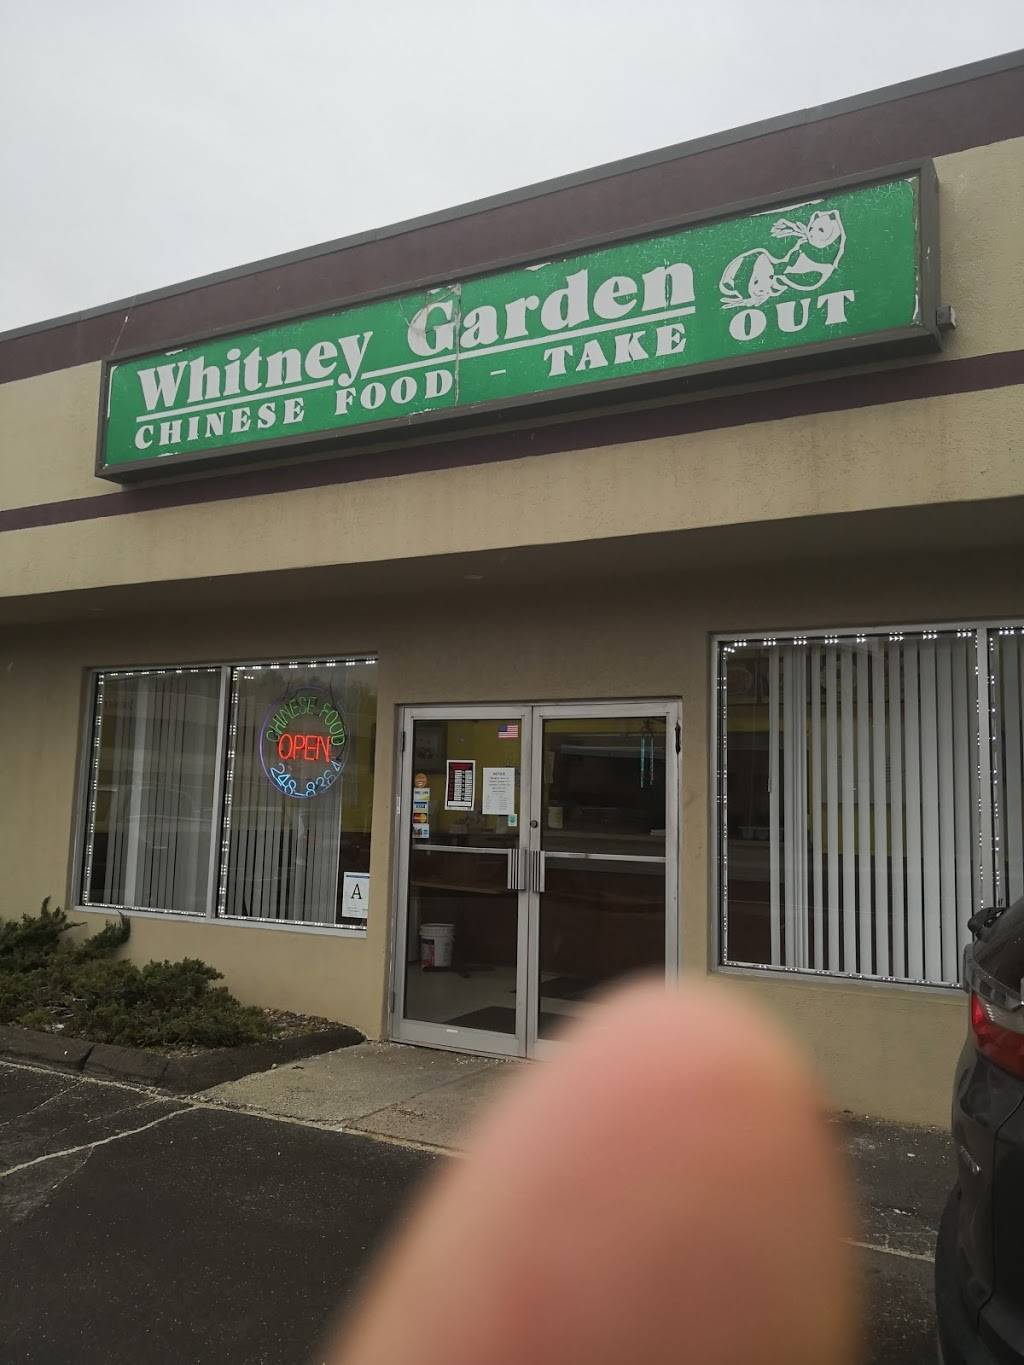 Whitney Garden
CHINESE FOOD - TAKE OUT
CHINESE FOOD
OPEN
A